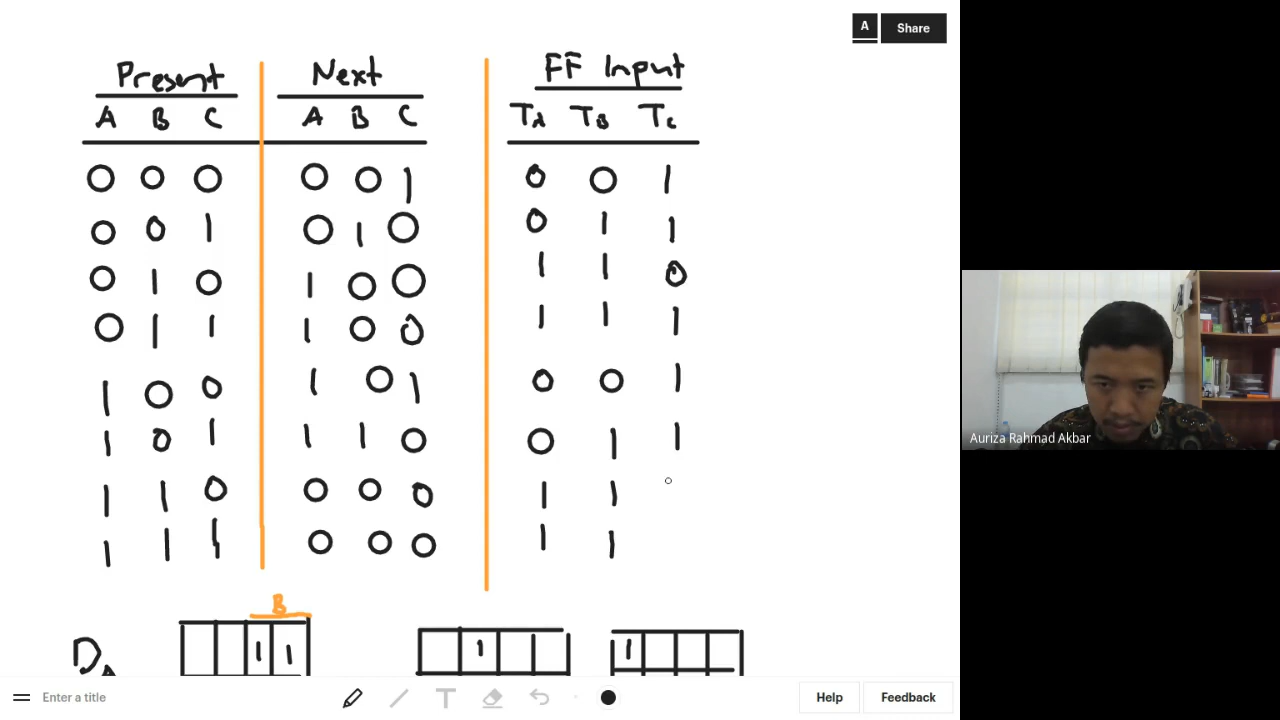 A Share
Present Next FF Input
A B C A B C TA TB TC
0 0 0 0 0 1 0 0 1
0 0 1 0 1 0 0 1 1
0 1 0 1 0 0 1 1 0
0 1 1 1 0 0 1 1 1
1 0 0 1 0 1 0 0 1
1 0 1 1 1 0 0 1 1
1 1 0 0 0 0 1 1
1 1 1 0 0 0 1 1
B
DA 1 1 1 1
Auriza Rahmad Akbar
Enter a title T Help Feedback